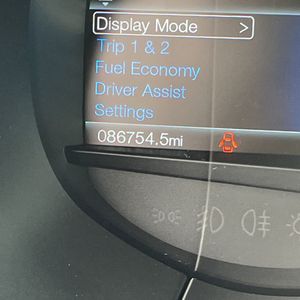 Display Mode >
Trip 1 & 2
Fuel Economy
Driver Assist
Settings
086754.5mi